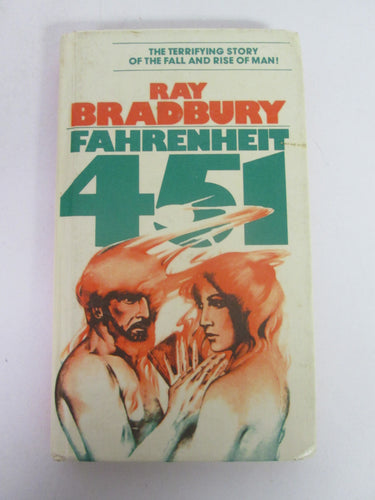 THE TERRIFYING STORY
OF THE FALL AND RISE OF MAN!
RAY
BRADBURY
FAHRENHEIT
451